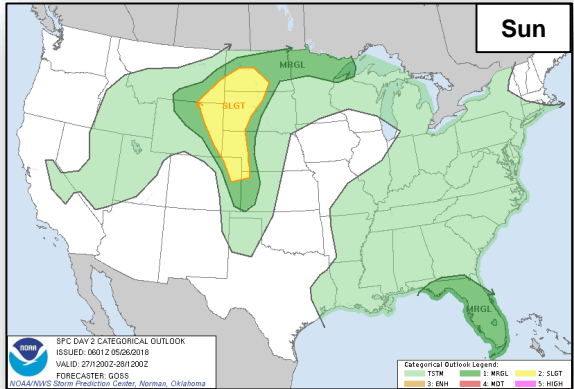 Sun
MRGL
SLGT
MRGL
NOAA
SPC DAY 2 CATEGORICAL OUTLOOK
ISSUED: 0601Z 05/26/2018
VALID: 27/1200Z-28/1200Z
FORECASTER: GOSS
NOAA/NWS Storm Prediction Center, Norman, Oklahoma
Categorical Outlook Legend:
TSTM 1: MRGL 2: SLGT
3: ENH 4: MDT 5: HIGH